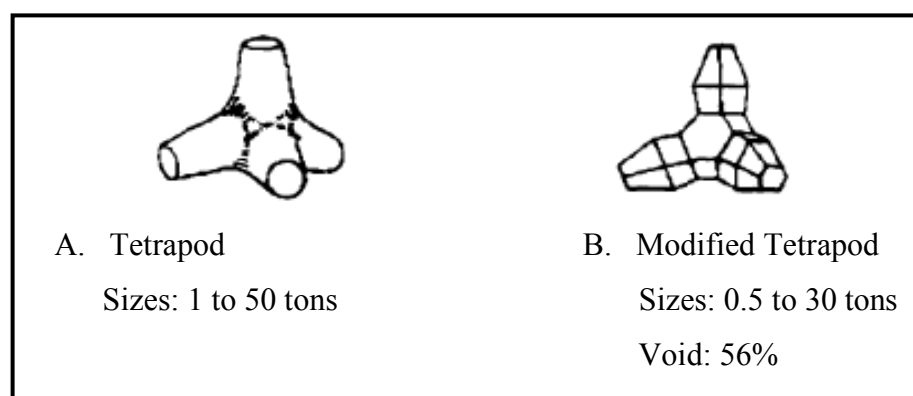 A. Tetrapod
Sizes: 1 to 50 tons
B. Modified Tetrapod
Sizes: 0.5 to 30 tons
Void: 56%